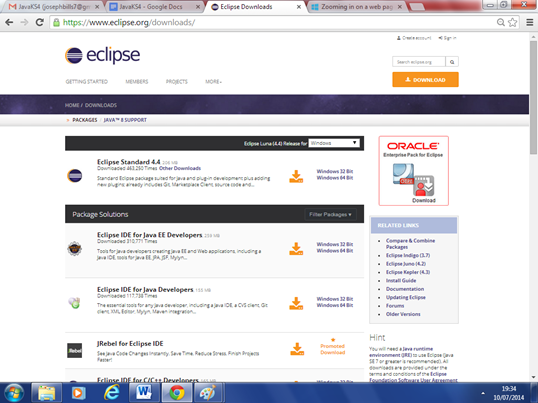 JavaKS4 (josephbills7@gm
JavaKS4 - Google Docs
Eclipse Downloads
Zooming in on a web pag
https://www.eclipse.org/downloads/
Create account
Sign in
eclipse
Search eclipse.org
GETTING STARTED MEMBERS PROJECTS MORE
DOWNLOAD
HOME / DOWNLOADS
PACKAGES / JAVA™ 8 SUPPORT
Eclipse Luna (4.4) Release for Windows
Eclipse Standard 4.4
Downloaded Times Other Downloads
Standard Eclipse package suited for Java and plug-in development plus adding
new plugins; already includes Git, Marketplace Client, source code and...
Windows 32 Bit
Windows 64 Bit
Package Solutions
Filter Packages
Eclipse IDE for Java EE Developers
Downloaded 310,771 Times
Tools for Java developers creating Java EE and Web applications, including a
Java IDE, tools for Java EE, JPA, JSF, Mylyn...
Windows 32 Bit
Windows 64 Bit
Eclipse IDE for Java Developers
Downloaded 117,738 Times
The essential tools for any Java developer, including a Java IDE, a CVS client, Git
client, XML Editor, Mylyn, Maven integration...
Windows 32 Bit
Windows 64 Bit
JRebel
JRebel for Eclipse IDE
See Java Code Changes Instantly. Save Time. Reduce Stress. Finish Projects
Faster!
Promoted
Download
Eclipse IDE for C/C++ Developers
Windows 32 Bit
ORACLE
Enterprise Pack for Eclipse
Download
RELATED LINKS
Compare & Combine
Packages
Eclipse Indigo (3.7)
Eclipse Juno (4.2)
Eclipse Kepler (4.3)
Install Guide
Documentation
Updating Eclipse
Forums
Older Versions
Hint
You will need a Java runtime
environment (JRE) to use Eclipse (Java
SE 7 or greater is recommended). All
downloads are provided under the
terms and conditions of the Eclipse
Foundation Software User Agreement
19:34
10/07/2014